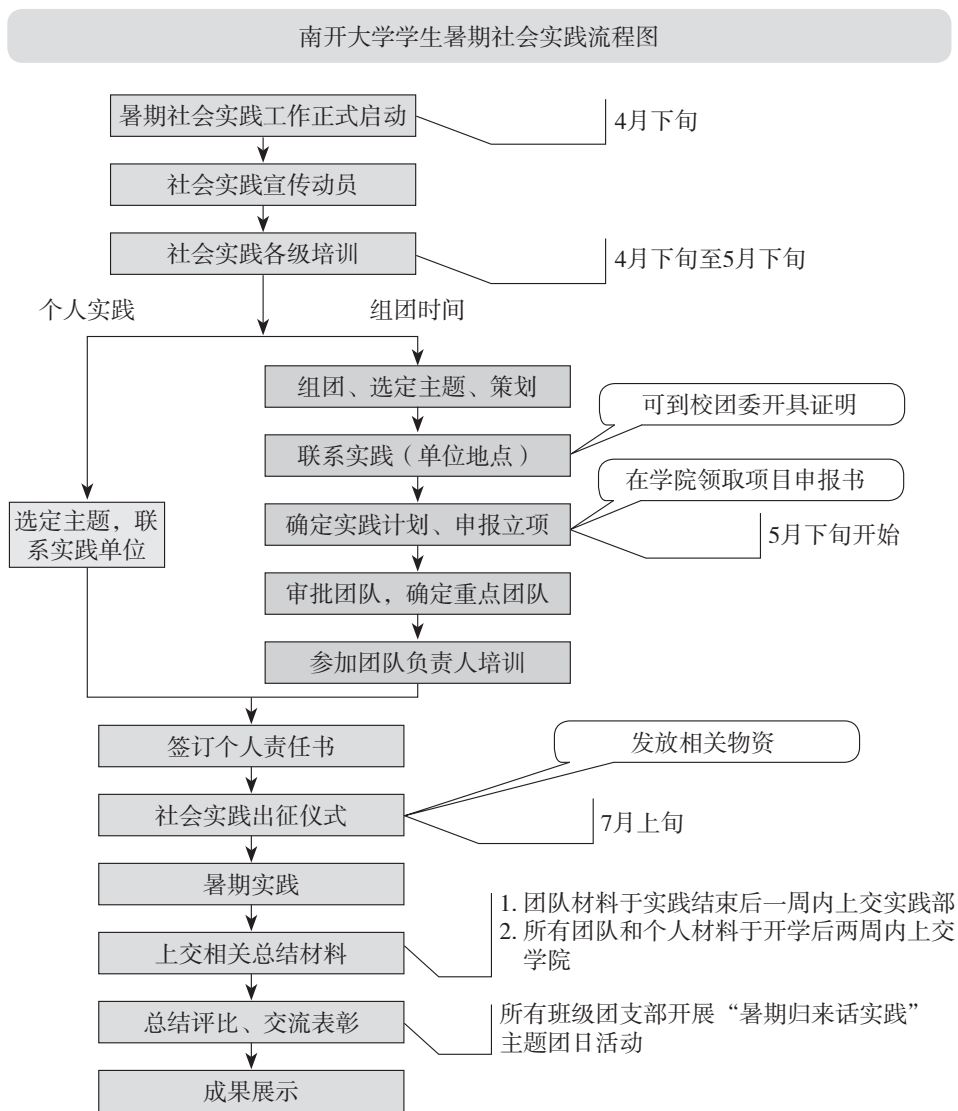 南开大学学生暑期社会实践流程图
暑期社会实践工作正式启动
4月下旬
社会实践宣传动员
社会实践各级培训
4月下旬至5月下旬
个人实践
组团时间
组团、选定主题、策划
可到校团委开具证明
联系实践（单位地点）
在学院领取项目申报书
选定主题，联
系实践单位
确定实践计划、申报立项
5月下旬开始
审批团队，确定重点团队
参加团队负责人培训
签订个人责任书
发放相关物资
社会实践出征仪式
7月上旬
暑期实践
1. 团队材料于实践结束后一周内上交实践部
2. 所有团队和个人材料于开学后两周内上交
学院
上交相关总结材料
总结评比、交流表彰
所有班级团支部开展“暑期归来话实践”
主题团日活动
成果展示